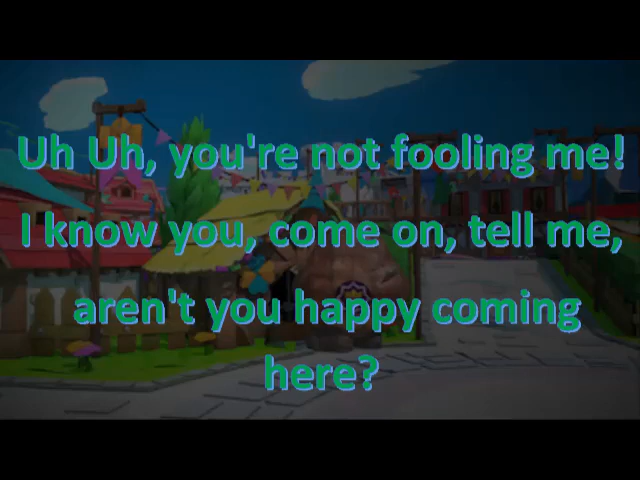 Uh Uh, you're not fooling me!
I know you, come on, tell me,
aren't you happy coming
here?